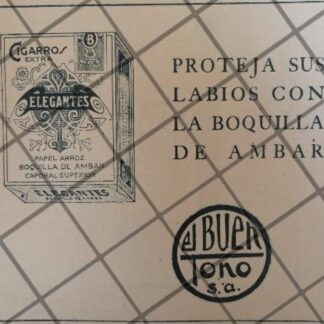 CIGARROS
EXTRA
B
ELEGANTES
PAPEL ARROZ
BOQUILLA DE AMBAR
CAPORAL SUPERIOR
ELEGANTES
PROTEJA SUS
LABIOS CON
LA BOQUILLA
DE AMBAR
el BUEN
TONO
s.a.